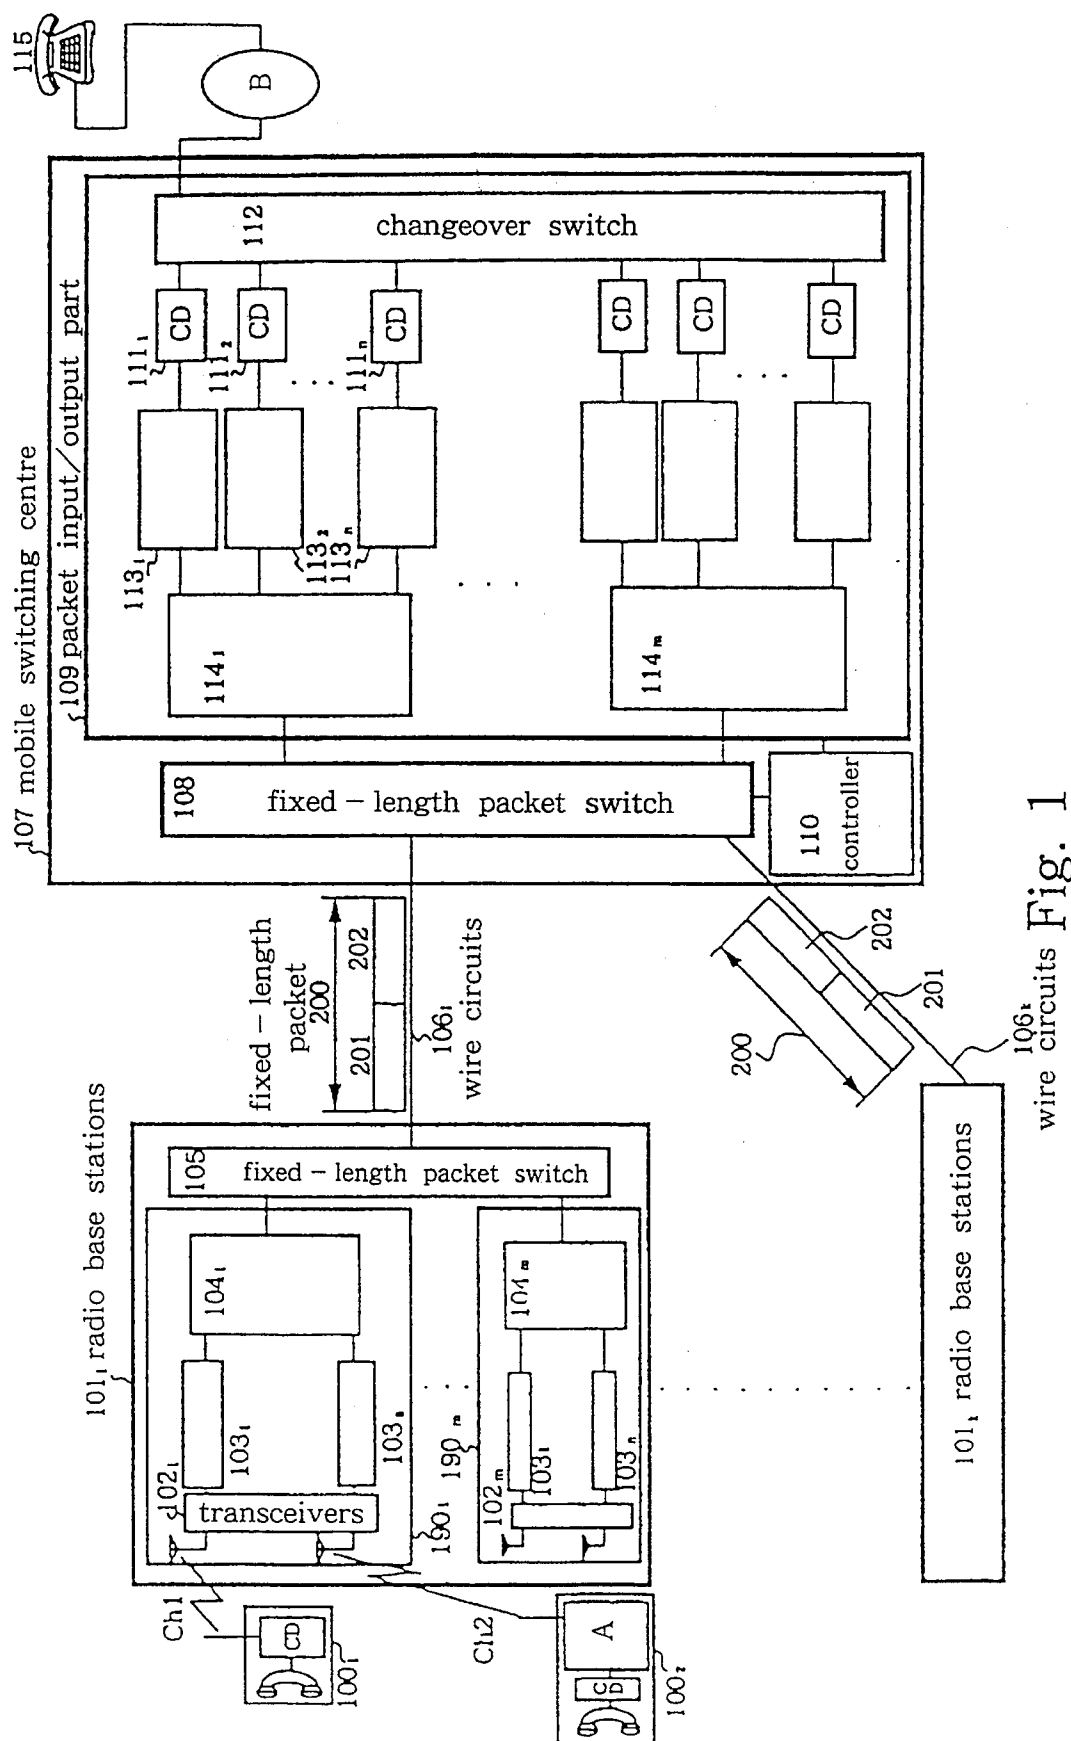 115
B
107 mobile switching centre
109 packet input/output part
112
changeover switch
111₁
CD
111₂
CD
111ₙ
CD
CD
CD
CD
113₁
113₂
113ₙ
114₁
114ₘ
108
fixed-length packet switch
110
controller
fixed-length
packet
200
201
202
106₁
wire circuits
200
202
201
106ₖ
wire circuits
101₁ radio base stations
105
fixed-length packet switch
104₁
103₁
103ₙ
102₁
transceivers
190₁
104ₘ
103₁
103ₙ
102ₘ
190ₘ
101ₖ radio base stations
Ch1
CD
100₁
Ch2
A
CD
100₂
Fig. 1